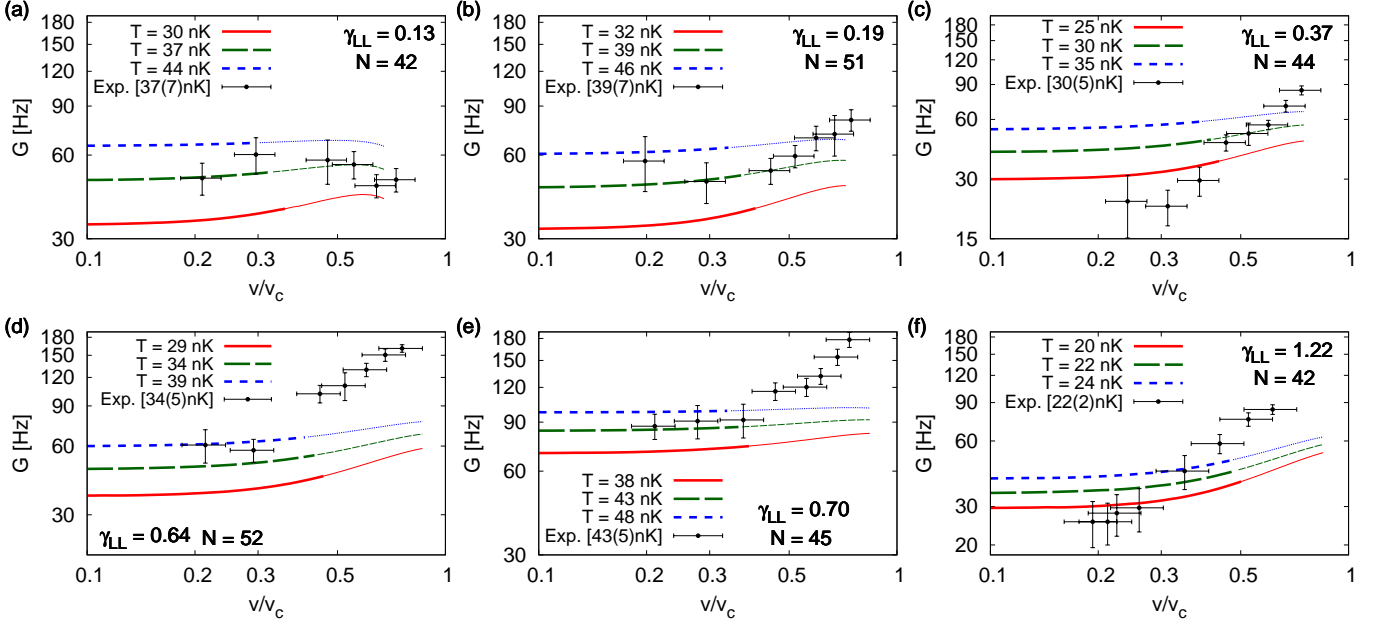 (a)
T = 30 nK
T = 37 nK
T = 44 nK
Exp. [37(7)nK]
γLL = 0.13
N = 42
G [Hz]
180
150
120
90
60
30
0.1
0.2
0.3
0.5
1
v/vc
(b)
T = 32 nK
T = 39 nK
T = 46 nK
Exp. [39(7)nK]
γLL = 0.19
N = 51
G [Hz]
180
150
120
90
60
30
0.1
0.2
0.3
0.5
1
v/vc
(c)
T = 25 nK
T = 30 nK
T = 35 nK
Exp. [30(5)nK]
γLL = 0.37
N = 44
G [Hz]
180
150
120
90
60
30
15
0.1
0.2
0.3
0.5
1
v/vc
(d)
T = 29 nK
T = 34 nK
T = 39 nK
Exp. [34(5)nK]
γLL = 0.64 N = 52
G [Hz]
180
150
120
90
60
30
0.1
0.2
0.3
0.5
1
v/vc
(e)
T = 38 nK
T = 43 nK
T = 48 nK
Exp. [43(5)nK]
γLL = 0.70
N = 45
G [Hz]
180
150
120
90
60
30
0.1
0.2
0.3
0.5
1
v/vc
(f)
T = 20 nK
T = 22 nK
T = 24 nK
Exp. [22(2)nK]
γLL = 1.22
N = 42
G [Hz]
180
150
120
90
60
30
20
0.1
0.2
0.3
0.5
1
v/vc